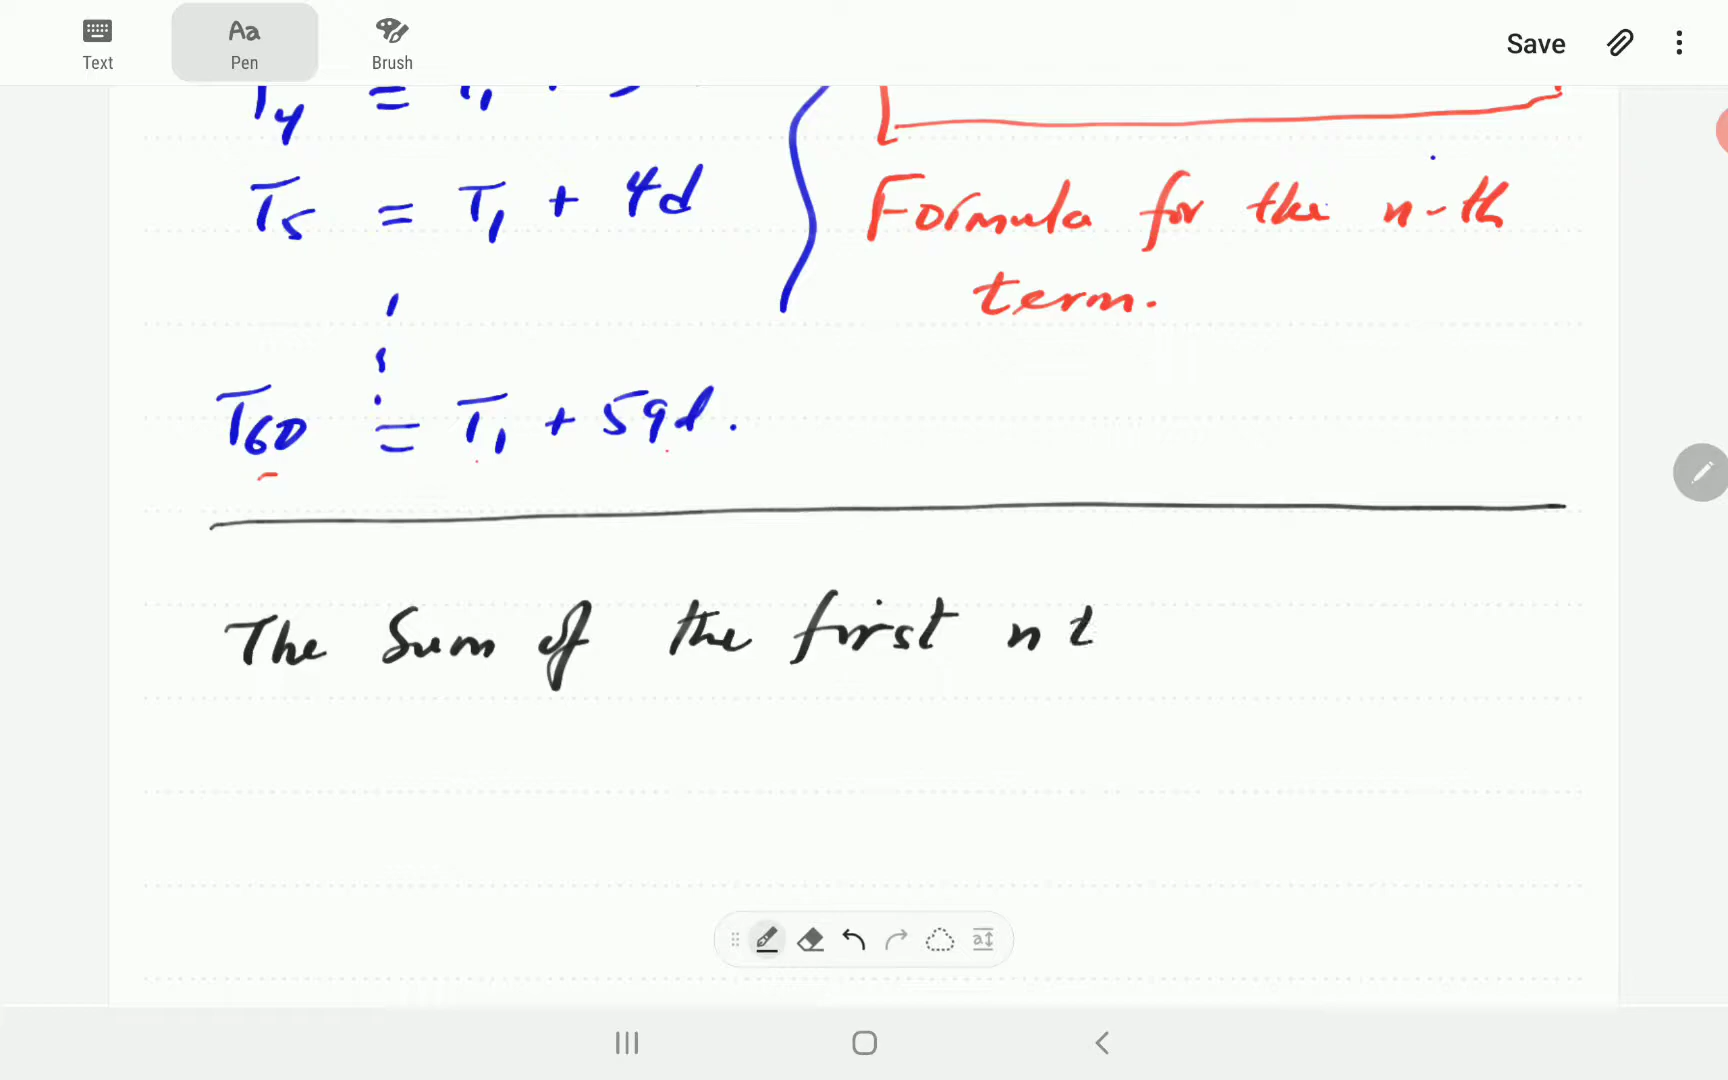 Text
Aa
Pen
Brush
Save
T5 = T1 + 4d
Formula for the n-th
term.
T60 = T1 + 59d.
The Sum of the first n t